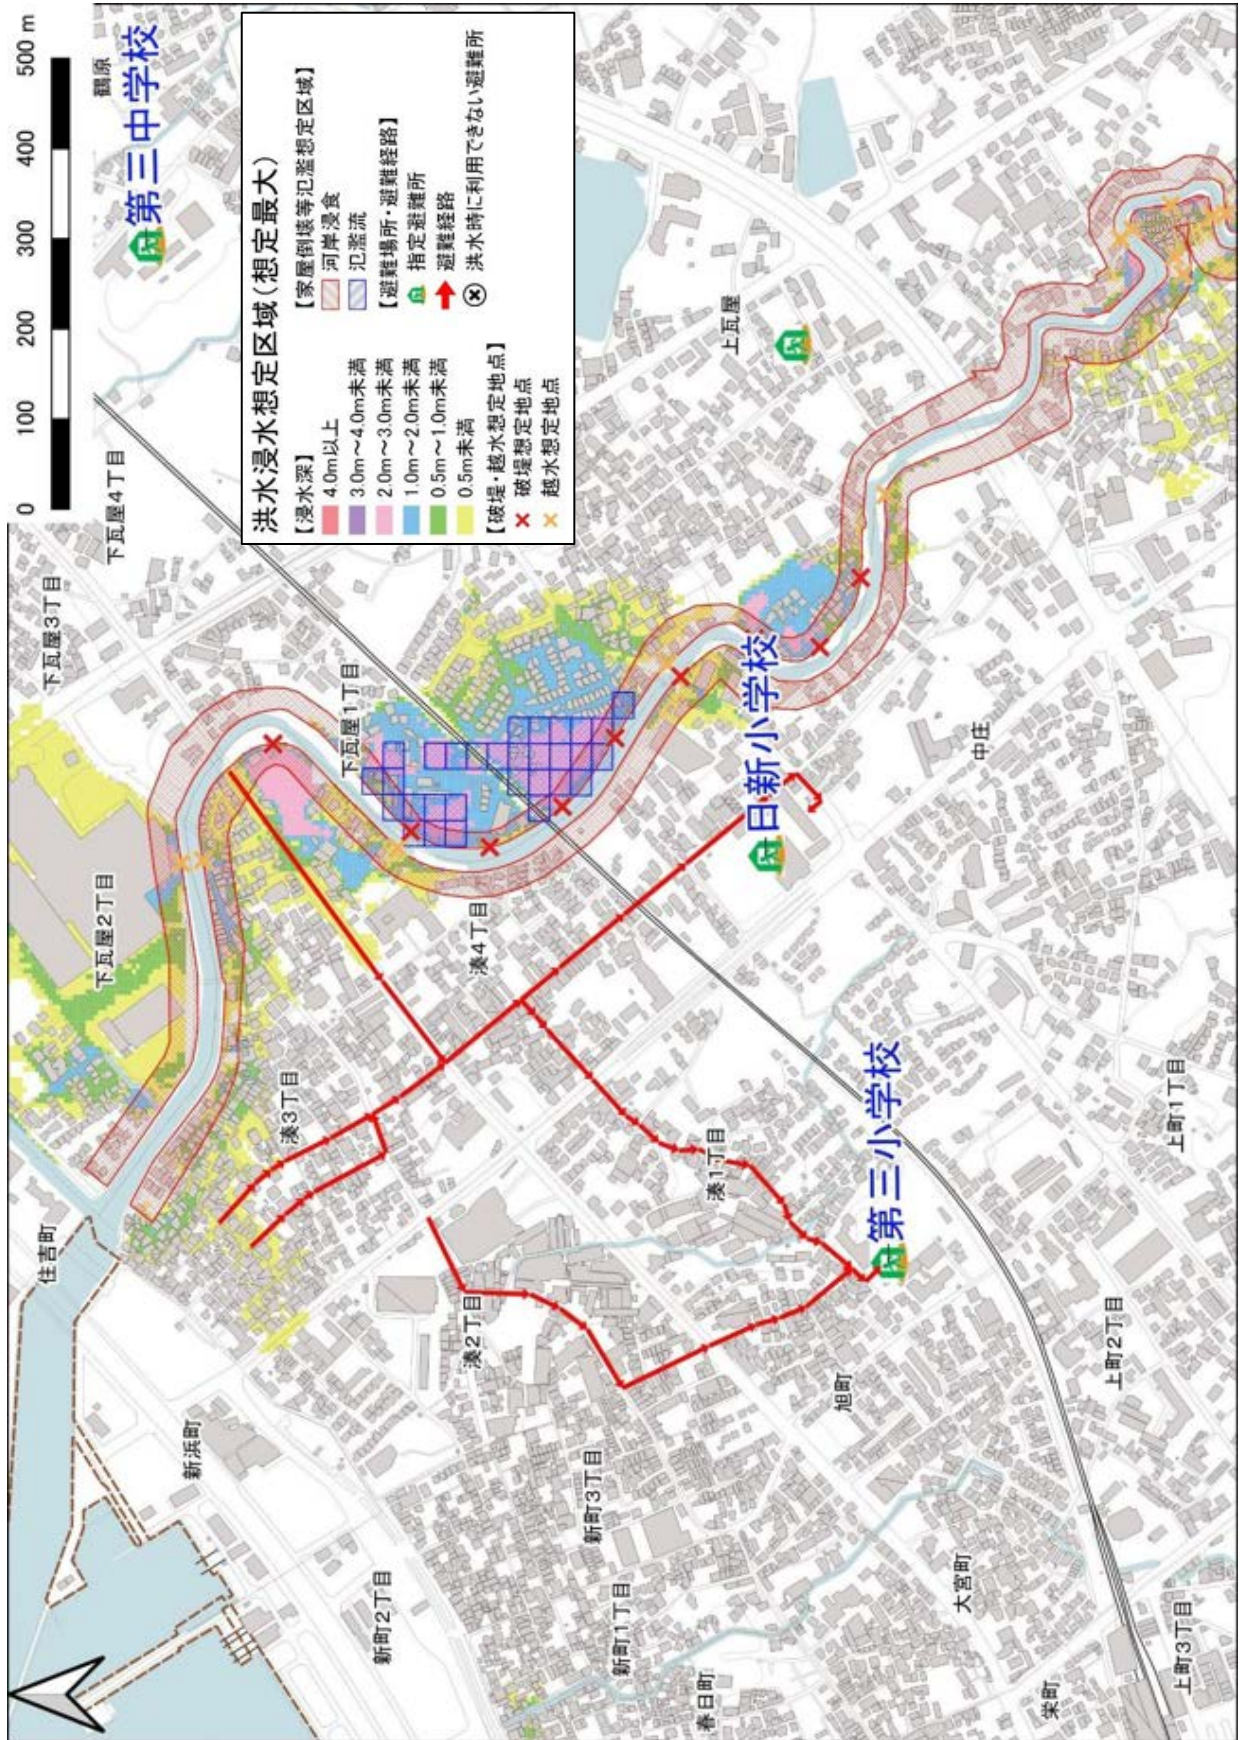 0 100 200 300 400 500 m
洪水浸水想定区域(想定最大)
【浸水深】
4.0m以上
3.0m～4.0m未満
2.0m～3.0m未満
1.0m～2.0m未満
0.5m～1.0m未満
0.5m未満
【破堤・越水想定地点】
破堤想定地点
越水想定地点
【家屋倒壊等氾濫想定区域】
河岸浸食
氾濫流
【避難場所・避難経路】
指定避難所
避難経路
洪水時に利用できない避難所
鶴原
第三中学校
下瓦屋4丁目
下瓦屋3丁目
下瓦屋2丁目
下瓦屋1丁目
上瓦屋
住吉町
湊3丁目
湊4丁目
日新小学校
中庄
湊2丁目
湊1丁目
第三小学校
上町1丁目
新浜町
旭町
上町2丁目
新町2丁目
新町3丁目
新町1丁目
大宮町
春日町
栄町
上町3丁目